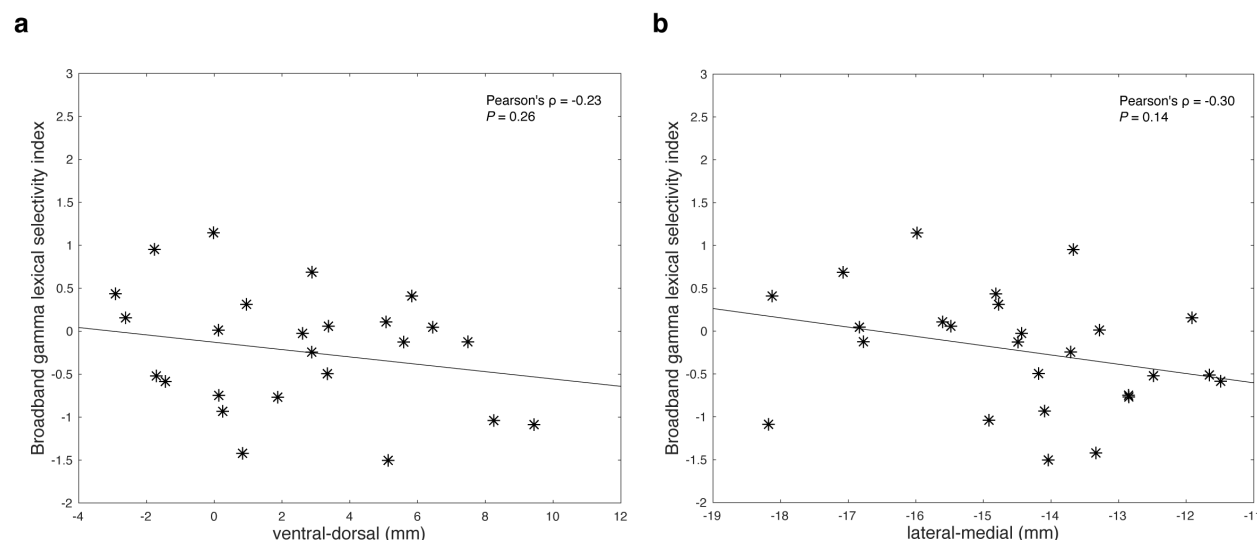 a
Pearson's ρ = -0.23
P = 0.26
Broadband gamma lexical selectivity index
3
2.5
2
1.5
1
0.5
0
-0.5
-1
-1.5
-2
-4 -2 0 2 4 6 8 10 12
ventral-dorsal (mm)
b
Pearson's ρ = -0.30
P = 0.14
Broadband gamma lexical selectivity index
3
2.5
2
1.5
1
0.5
0
-0.5
-1
-1.5
-2
-19 -18 -17 -16 -15 -14 -13 -12 -11
lateral-medial (mm)